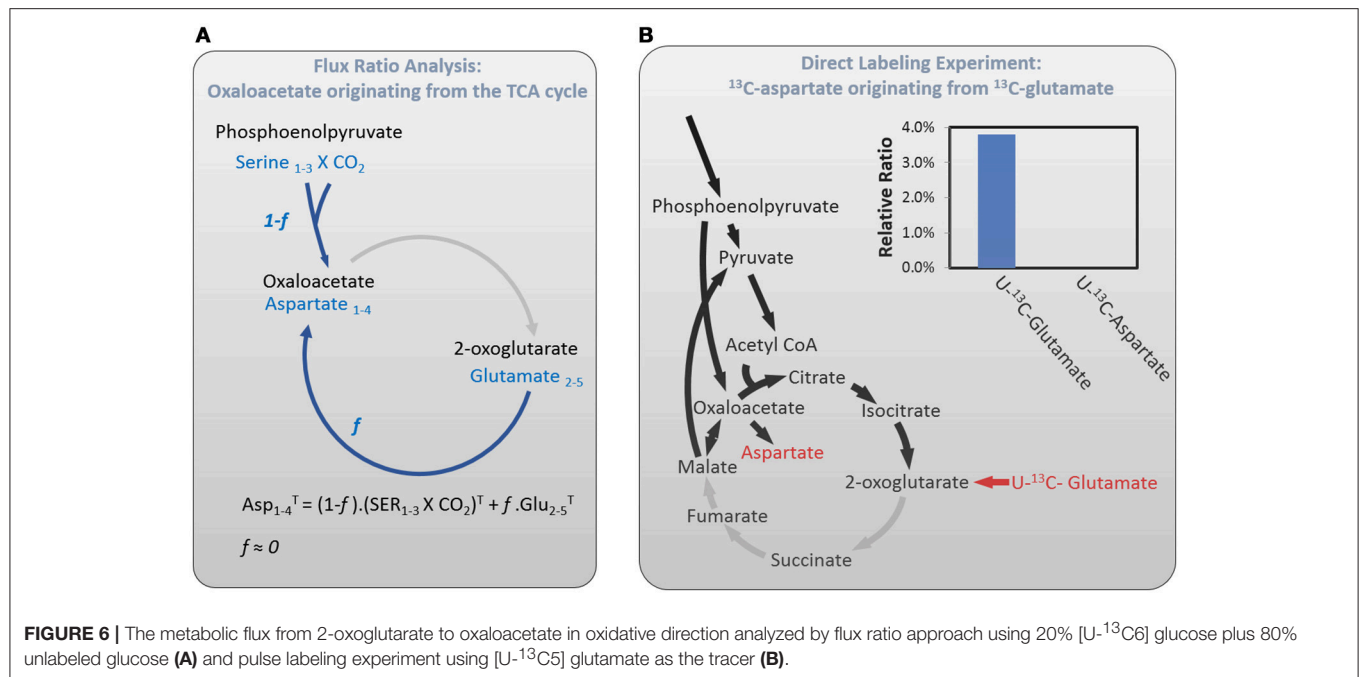 A
Flux Ratio Analysis:
Oxaloacetate originating from the TCA cycle
Phosphoenolpyruvate
Serine 1-3 X CO2
1-f
Oxaloacetate
Aspartate 1-4
2-oxoglutarate
Glutamate 2-5
f
Asp1-4^T = (1-f).(SER1-3 X CO2)^T + f .Glu2-5^T
f ≈ 0
B
Direct Labeling Experiment:
13C-aspartate originating from 13C-glutamate
4.0%
3.0%
2.0%
1.0%
0.0%
Relative Ratio
U-13C-Glutamate
U-13C-Aspartate
Phosphoenolpyruvate
Pyruvate
Acetyl CoA
Citrate
Oxaloacetate
Isocitrate
Aspartate
Malate
2-oxoglutarate
U-13C- Glutamate
Fumarate
Succinate
FIGURE 6 | The metabolic flux from 2-oxoglutarate to oxaloacetate in oxidative direction analyzed by flux ratio approach using 20% [U-13C6] glucose plus 80%
unlabeled glucose (A) and pulse labeling experiment using [U-13C5] glutamate as the tracer (B).